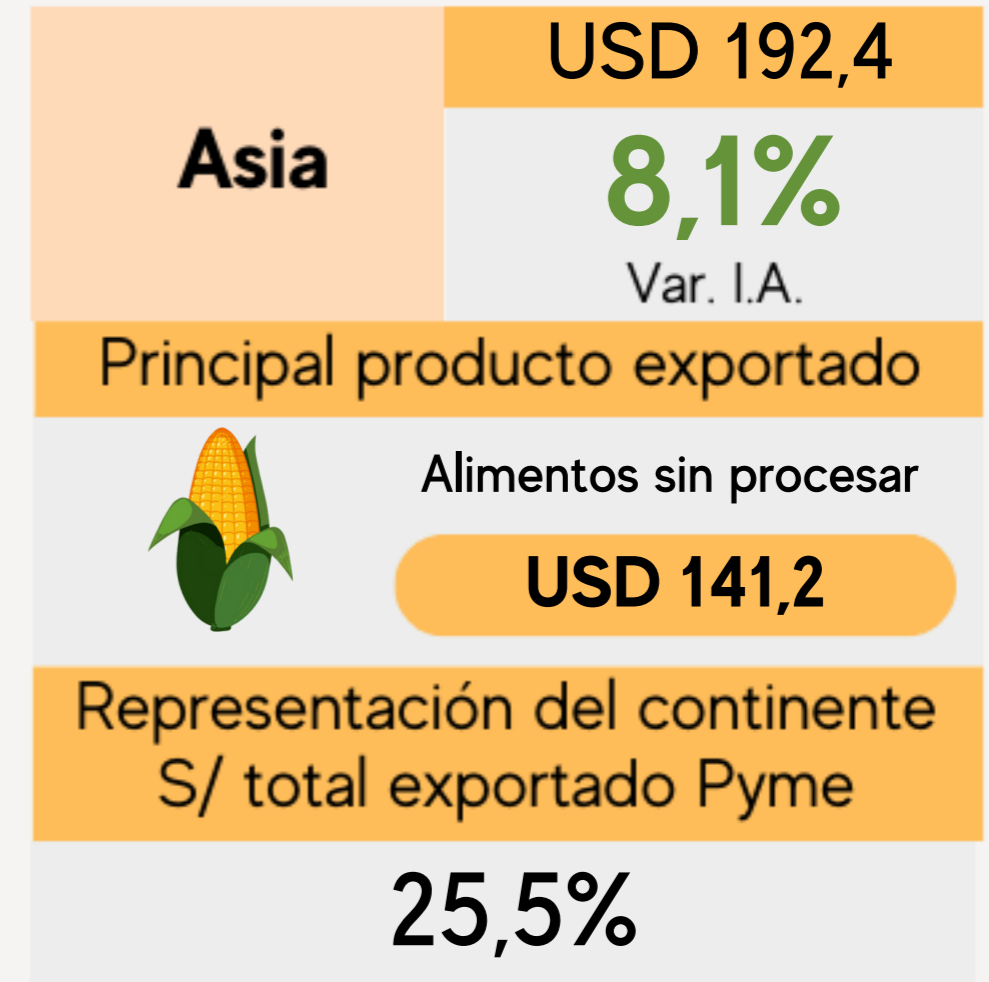 Asia
USD 192,4
8,1%
Var. I.A.
Principal producto exportado
Alimentos sin procesar
USD 141,2
Representación del continente
S/ total exportado Pyme
25,5%